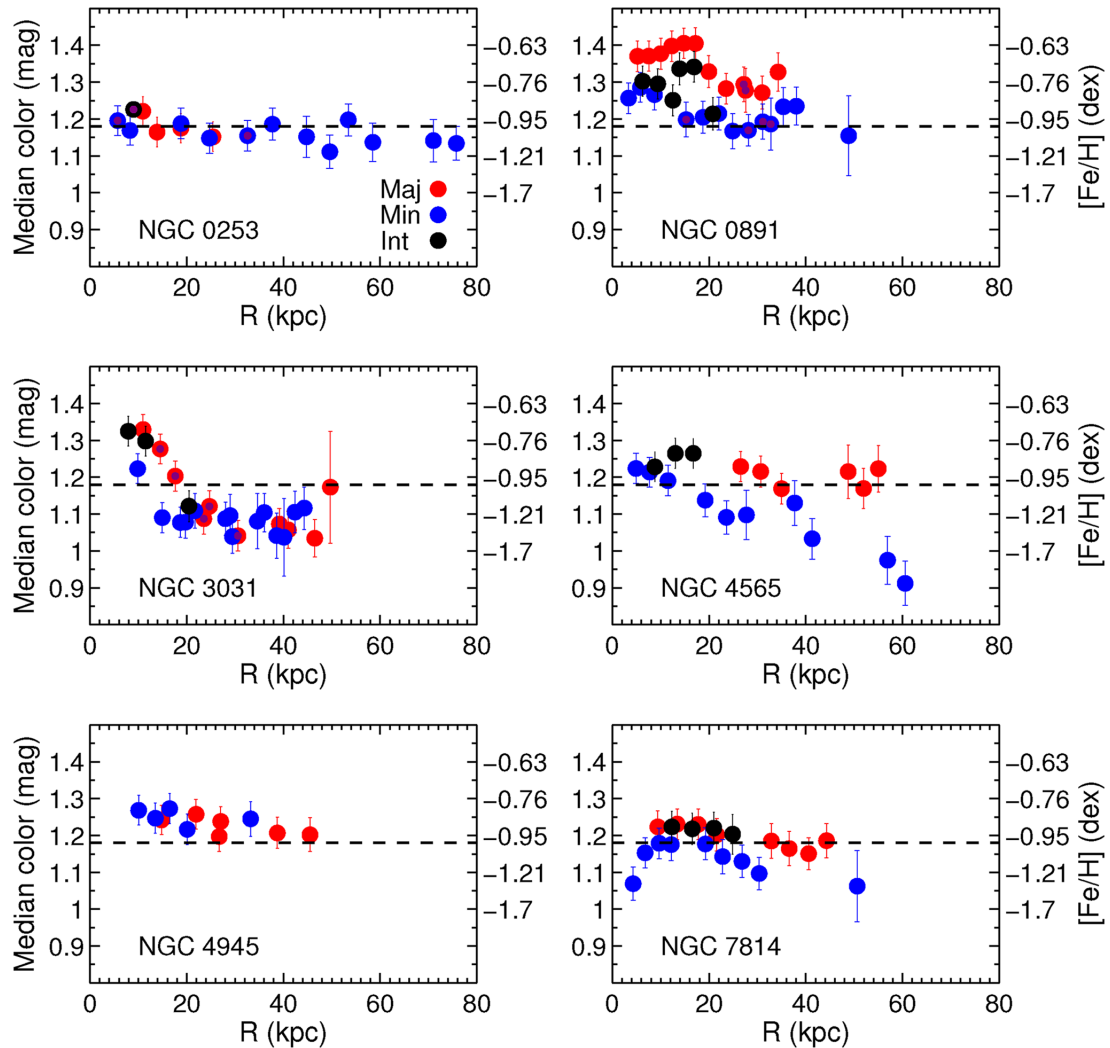 Median color (mag)
1.4
1.3
1.2
1.1
1
0.9
NGC 0253
Maj
Min
Int
−0.63
−0.76
−0.95
−1.21
−1.7
0 20 40 60 80
R (kpc)
1.4
1.3
1.2
1.1
1
0.9
NGC 0891
−0.63
−0.76
−0.95
−1.21
−1.7
[Fe/H] (dex)
0 20 40 60 80
R (kpc)
Median color (mag)
1.4
1.3
1.2
1.1
1
0.9
NGC 3031
−0.63
−0.76
−0.95
−1.21
−1.7
0 20 40 60 80
R (kpc)
1.4
1.3
1.2
1.1
1
0.9
NGC 4565
−0.63
−0.76
−0.95
−1.21
−1.7
[Fe/H] (dex)
0 20 40 60 80
R (kpc)
Median color (mag)
1.4
1.3
1.2
1.1
1
0.9
NGC 4945
−0.63
−0.76
−0.95
−1.21
−1.7
0 20 40 60 80
R (kpc)
1.4
1.3
1.2
1.1
1
0.9
NGC 7814
−0.63
−0.76
−0.95
−1.21
−1.7
[Fe/H] (dex)
0 20 40 60 80
R (kpc)